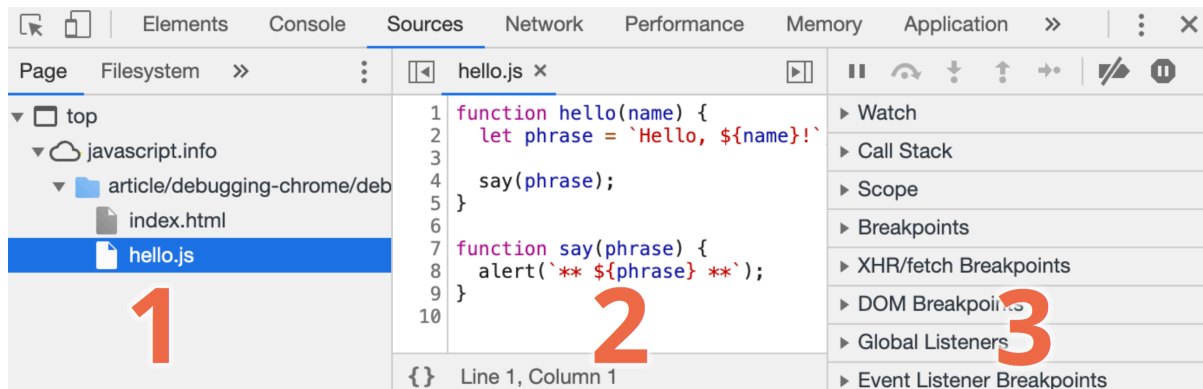 Elements Console Sources Network Performance Memory Application »
Page Filesystem »
top
javascript.info
article/debugging-chrome/deb
index.html
hello.js
1
hello.js ×
1 function hello(name) {
2 let phrase = `Hello, ${name}!`
3
4 say(phrase);
5 }
6
7 function say(phrase) {
8 alert(`** ${phrase} **`);
9 }
10
2
{} Line 1, Column 1
Watch
Call Stack
Scope
Breakpoints
XHR/fetch Breakpoints
DOM Breakpoints
Global Listeners
Event Listener Breakpoints
3